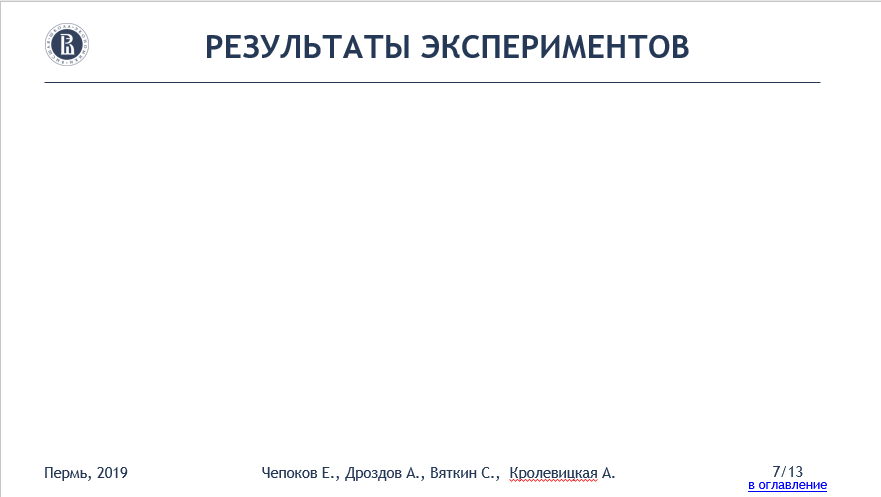 РЕЗУЛЬТАТЫ ЭКСПЕРИМЕНТОВ
Пермь, 2019
Чепоков Е., Дроздов А., Вяткин С., Кролевицкая А.
7/13
в оглавление